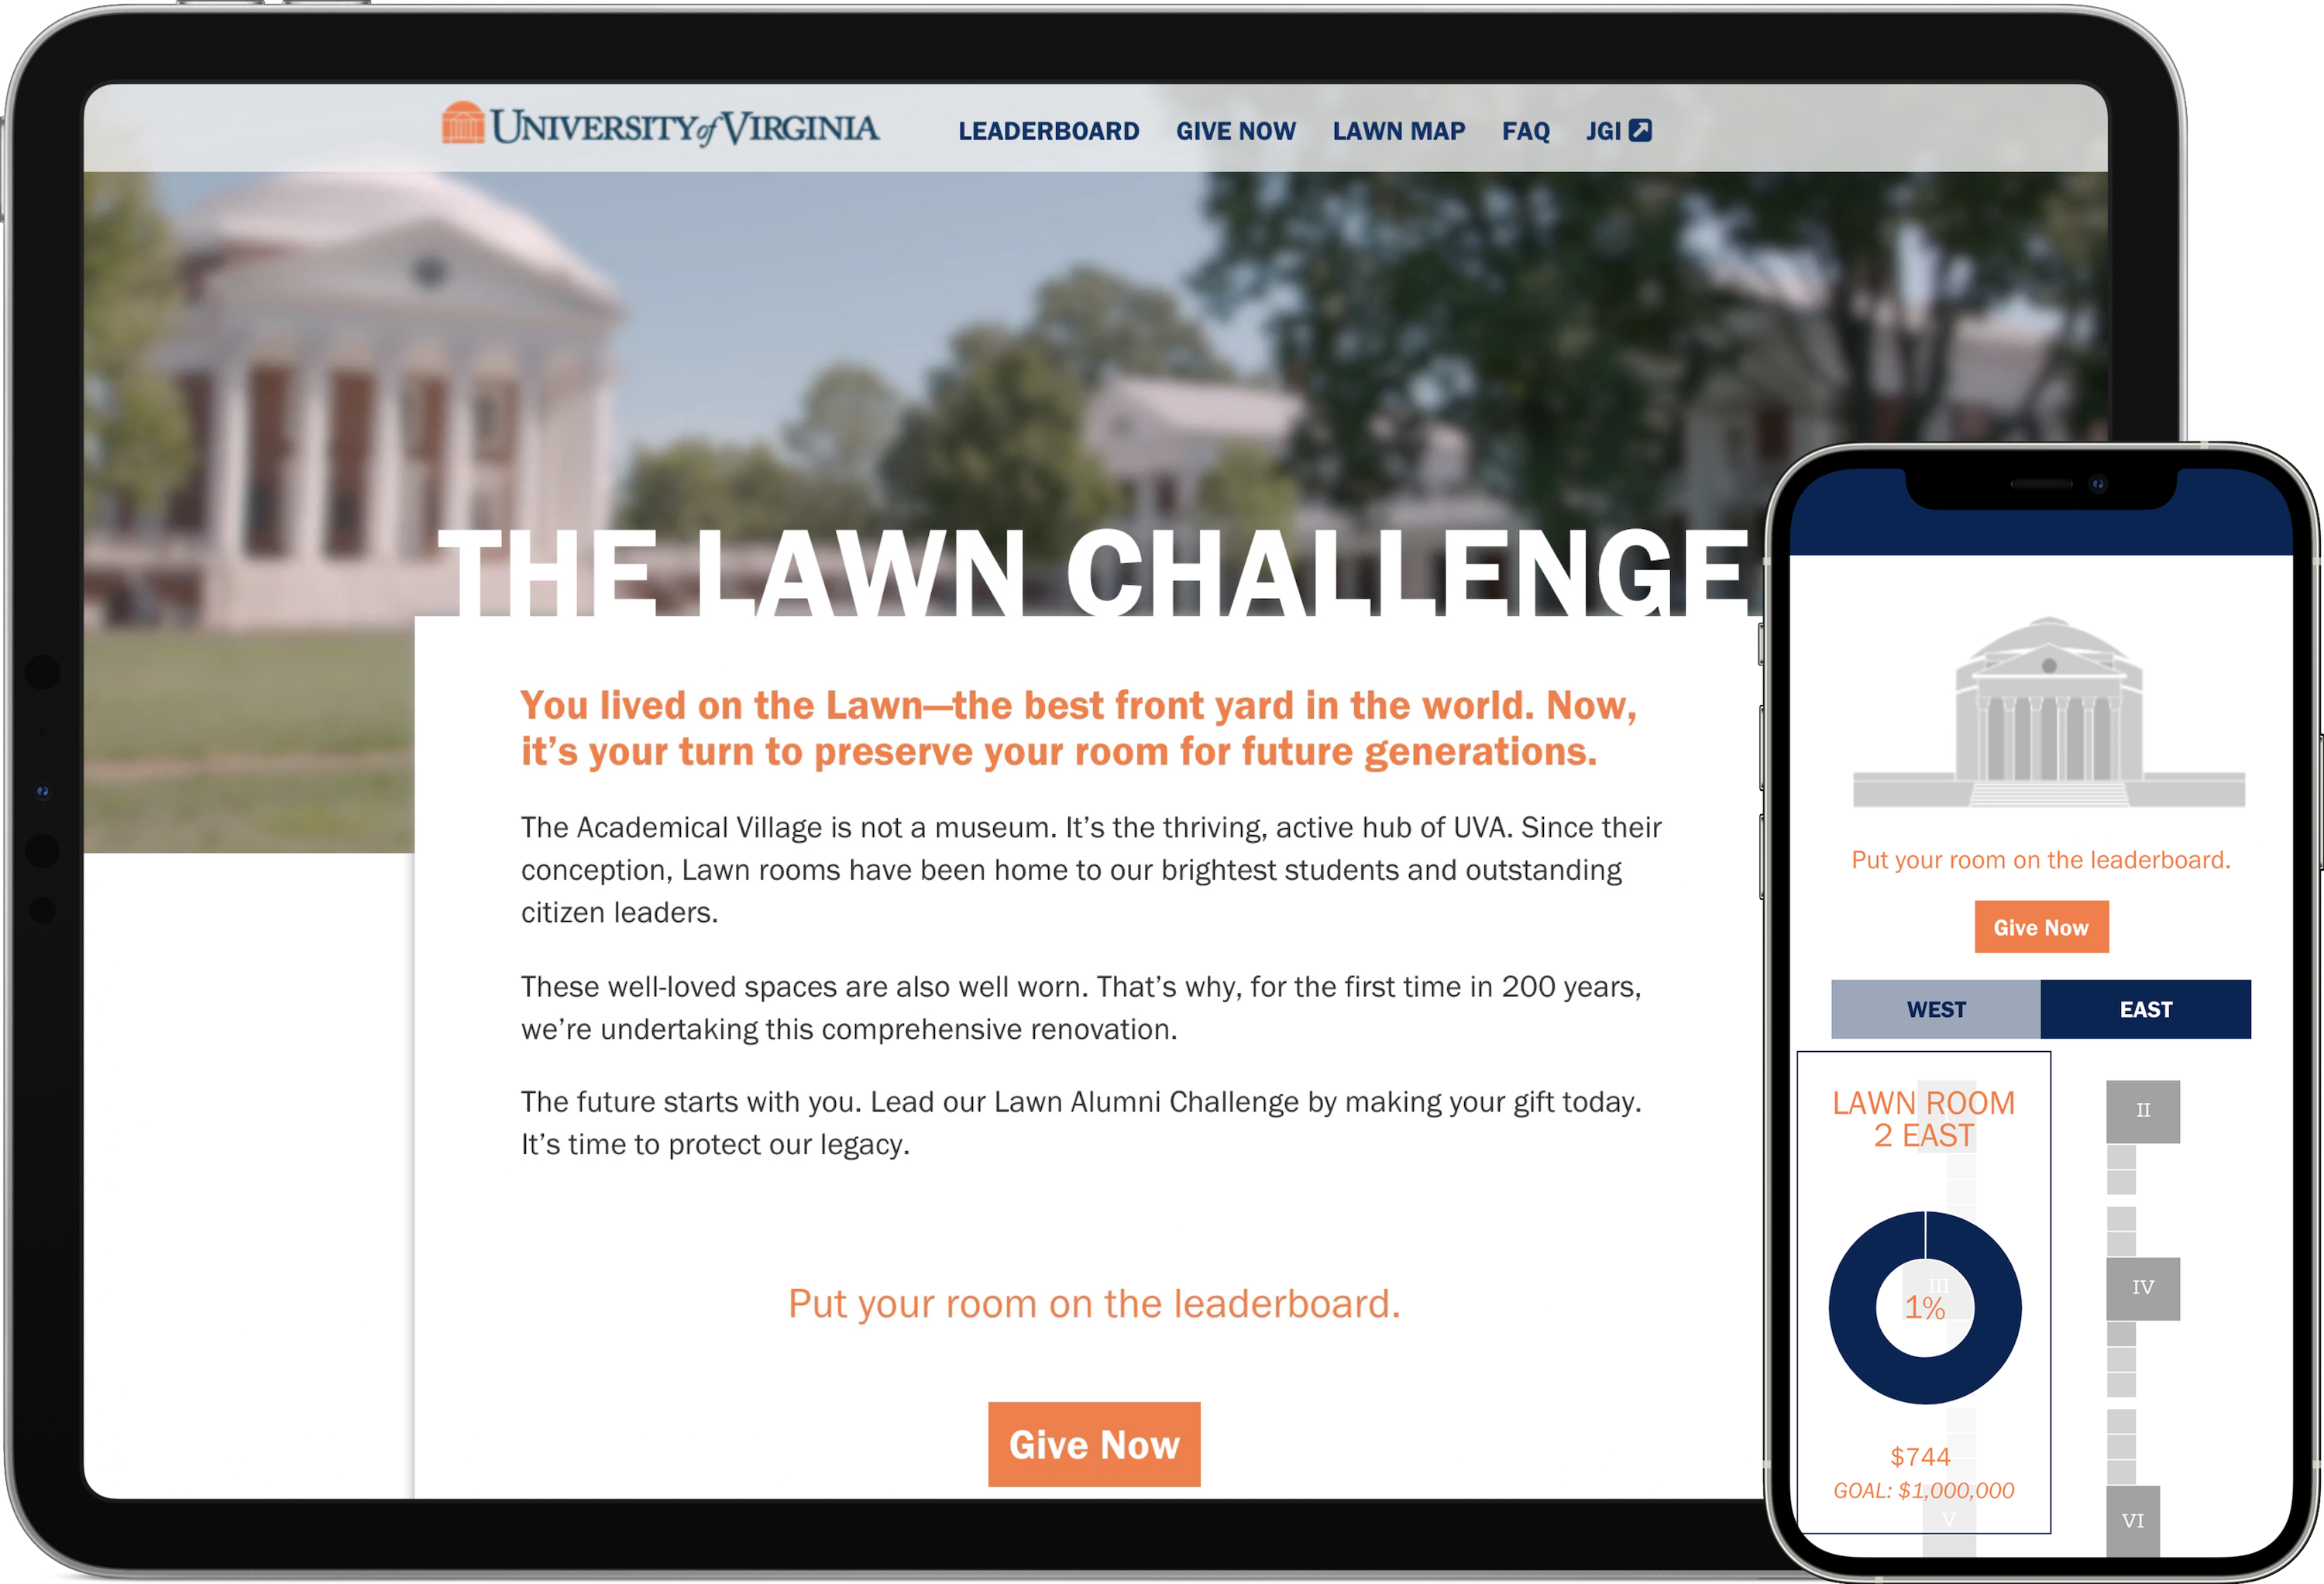 UNIVERSITY of VIRGINIA
LEADERBOARD GIVE NOW LAWN MAP FAQ JGI
THE LAWN CHALLENGE
You lived on the Lawn—the best front yard in the world. Now,
it's your turn to preserve your room for future generations.
The Academical Village is not a museum. It's the thriving, active hub of UVA. Since their
conception, Lawn rooms have been home to our brightest students and outstanding
citizen leaders.
These well-loved spaces are also well worn. That's why, for the first time in 200 years,
we're undertaking this comprehensive renovation.
The future starts with you. Lead our Lawn Alumni Challenge by making your gift today.
It's time to protect our legacy.
Put your room on the leaderboard.
Give Now
Put your room on the leaderboard.
Give Now
WEST EAST
LAWN ROOM
2 EAST
III
1%
$744
GOAL: $1,000,000
V
II
IV
VI